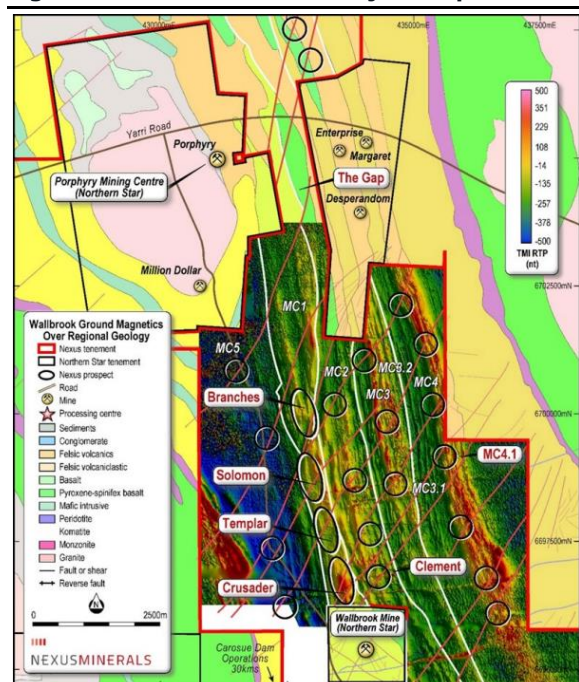 430000mE
435000mE
437500mE
Yarri Road
Porphyry
Enterprise
Margaret
Porphyry Mining Centre
(Northern Star)
The Gap
Desperandom
Million Dollar
500
351
229
108
-14
-135
-257
-378
-500
TMI RTP
(nt)
6702500mN
Wallbrook Ground Magnetics
Over Regional Geology
Nexus tenement
Northern Star tenement
Nexus prospect
Road
Mine
Processing centre
Sediments
Conglomerate
Felsic volcanics
Felsic volcaniclastic
Basalt
Pyroxene-spinifex basalt
Mafic intrusive
Peridotite
Komatite
Monzonite
Granite
Fault or shear
Reverse fault
0
2500m
N
NEXUSMINERALS
MC1
MC5
MC2
MC3.2
MC3
MC4
Branches
6700000mN
MC4.1
Solomon
MC3.1
Templar
6697500mN
Clement
Crusader
Wallbrook Mine
(Northern Star)
Carosue Dam
Operations
30kms